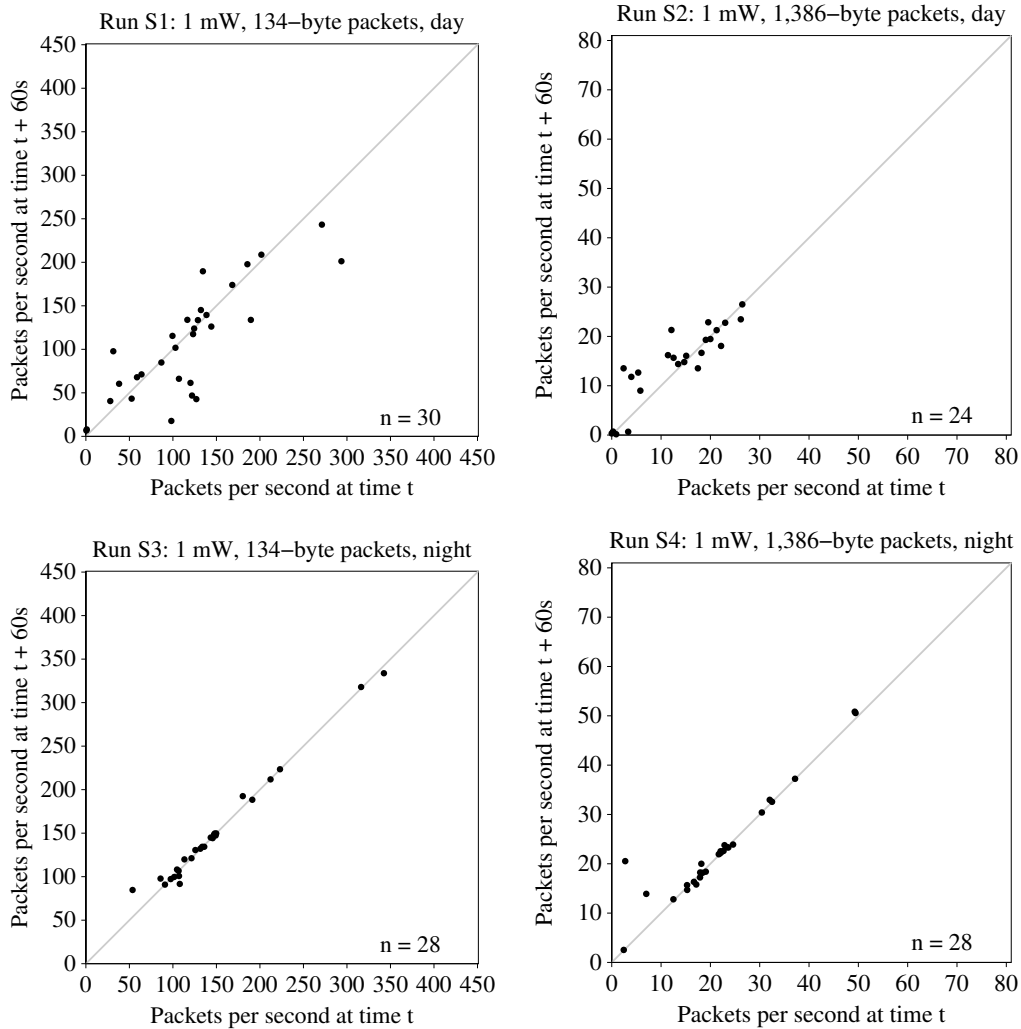 Run S1: 1 mW, 134−byte packets, day
Packets per second at time t + 60s
450
400
350
300
250
200
150
100
50
0
n = 30
0 50 100 150 200 250 300 350 400 450
Packets per second at time t
Run S2: 1 mW, 1,386−byte packets, day
Packets per second at time t + 60s
80
70
60
50
40
30
20
10
0
n = 24
0 10 20 30 40 50 60 70 80
Packets per second at time t
Run S3: 1 mW, 134−byte packets, night
Packets per second at time t + 60s
450
400
350
300
250
200
150
100
50
0
n = 28
0 50 100 150 200 250 300 350 400 450
Packets per second at time t
Run S4: 1 mW, 1,386−byte packets, night
Packets per second at time t + 60s
80
70
60
50
40
30
20
10
0
n = 28
0 10 20 30 40 50 60 70 80
Packets per second at time t